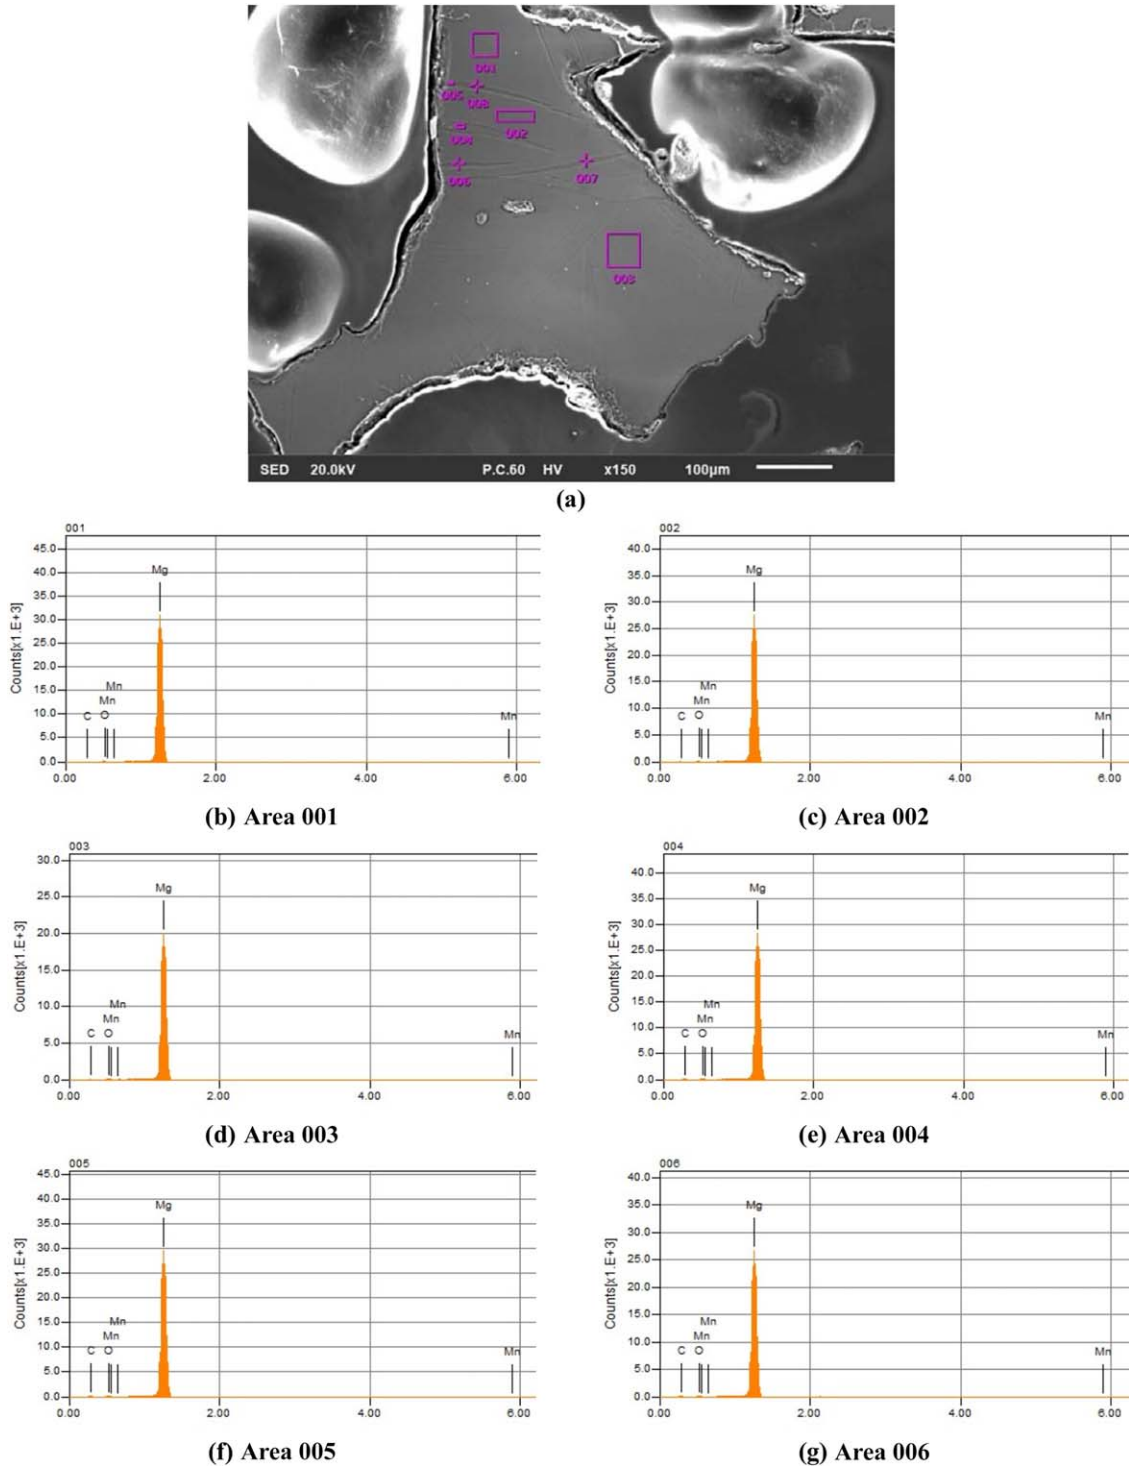 001
005 008
002
004
006 007
003
SED 20.0kV P.C.60 HV x150 100µm
(a)
001
45.0
40.0
35.0
30.0
25.0
20.0
15.0
10.0
5.0
0.0
Counts[x1.E+3]
Mg
Mn
Mn
C O
Mn
0.00 2.00 4.00 6.00
(b) Area 001
002
40.0
35.0
30.0
25.0
20.0
15.0
10.0
5.0
0.0
Counts[x1.E+3]
Mg
Mn
Mn
C O
Mn
0.00 2.00 4.00 6.00
(c) Area 002
003
30.0
25.0
20.0
15.0
10.0
5.0
0.0
Counts[x1.E+3]
Mg
Mn
Mn
C O
Mn
0.00 2.00 4.00 6.00
(d) Area 003
004
40.0
35.0
30.0
25.0
20.0
15.0
10.0
5.0
0.0
Counts[x1.E+3]
Mg
Mn
Mn
C O
Mn
0.00 2.00 4.00 6.00
(e) Area 004
005
45.0
40.0
35.0
30.0
25.0
20.0
15.0
10.0
5.0
0.0
Counts[x1.E+3]
Mg
Mn
Mn
C O
Mn
0.00 2.00 4.00 6.00
(f) Area 005
006
40.0
35.0
30.0
25.0
20.0
15.0
10.0
5.0
0.0
Counts[x1.E+3]
Mg
Mn
Mn
C O
Mn
0.00 2.00 4.00 6.00
(g) Area 006